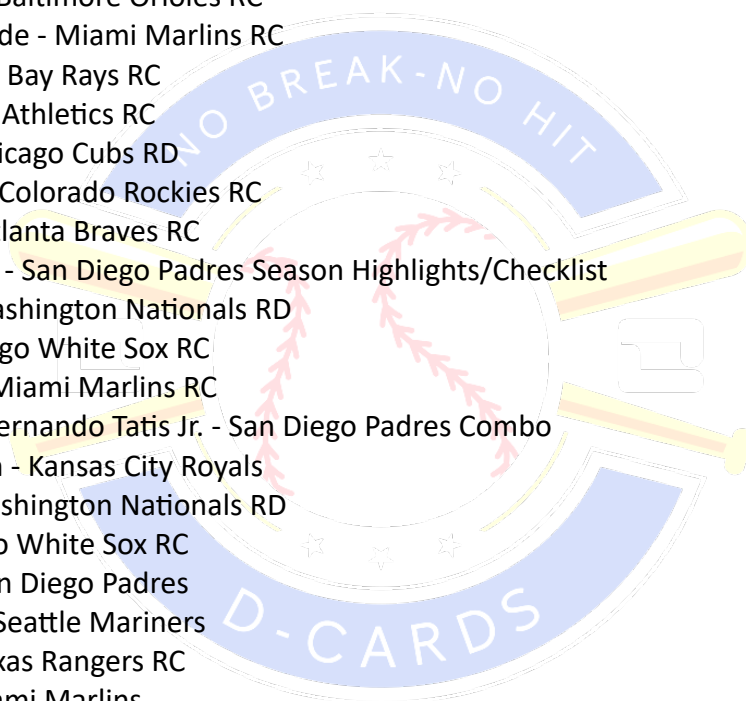 Baltimore Orioles RC
de - Miami Marlins RC
Bay Rays RC
Athletics RC
icago Cubs RD
Colorado Rockies RC
lanta Braves RC
- San Diego Padres Season Highlights/Checklist
ashington Nationals RD
go White Sox RC
Miami Marlins RC
ernando Tatis Jr. - San Diego Padres Combo
- Kansas City Royals
shington Nationals RD
o White Sox RC
n Diego Padres
Seattle Mariners
xas Rangers RC
ami Marlins
NO BREAK-NO HIT
D-CARDS